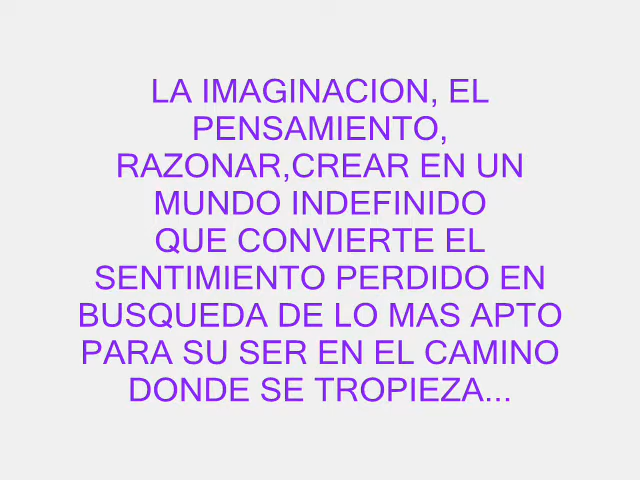 LA IMAGINACION, EL
PENSAMIENTO,
RAZONAR,CREAR EN UN
MUNDO INDEFINIDO
QUE CONVIERTE EL
SENTIMIENTO PERDIDO EN
BUSQUEDA DE LO MAS APTO
PARA SU SER EN EL CAMINO
DONDE SE TROPIEZA...